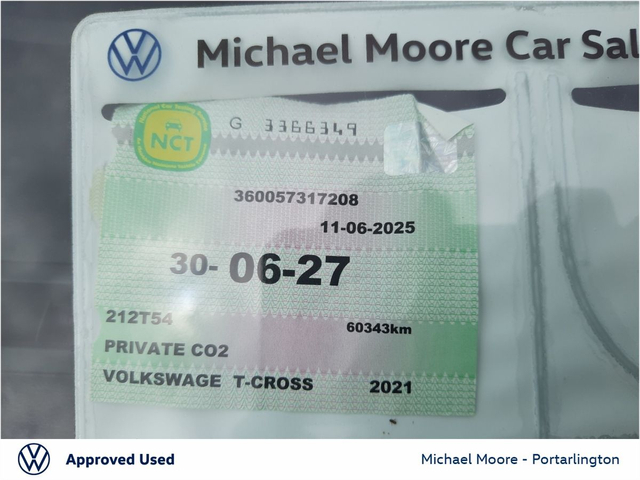 Michael Moore Car Sal
NCT
G 3366349
360057317208
11-06-2025
30-06-27
212T54
60343km
PRIVATE CO2
VOLKSWAGE T-CROSS 2021
Approved Used
Michael Moore - Portarlington